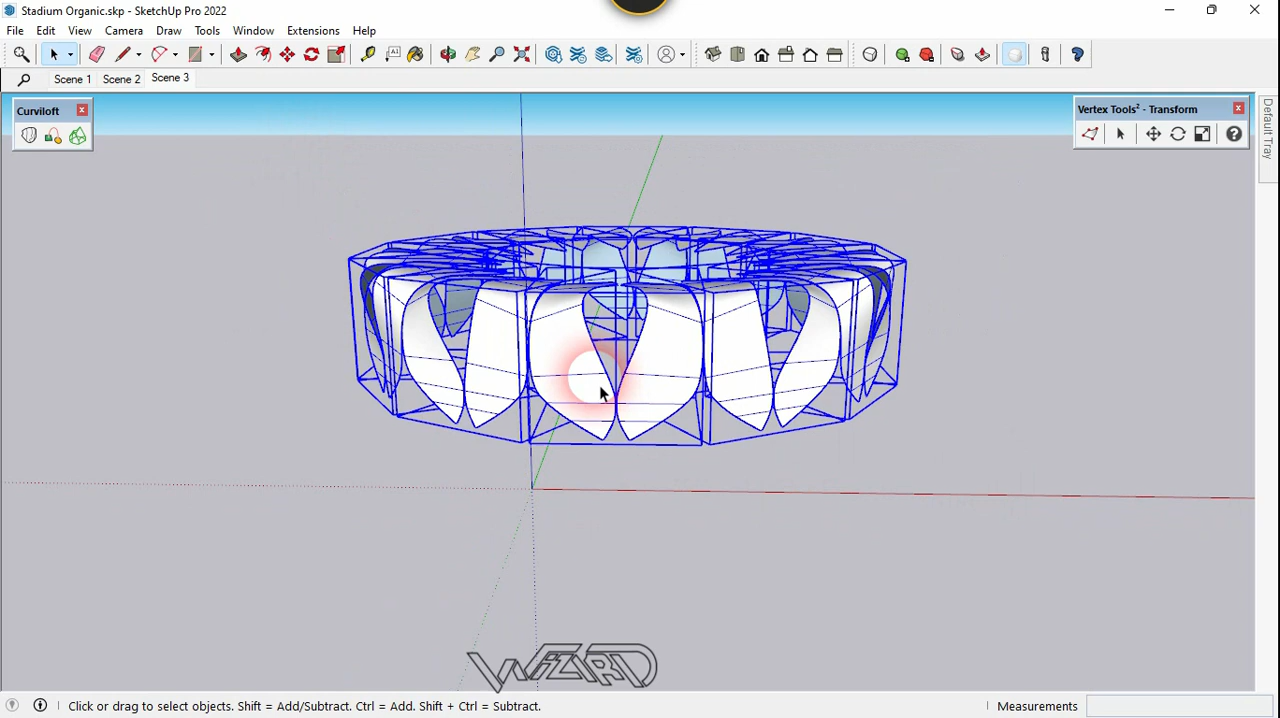 Stadium Organic.skp - SketchUp Pro 2022
File Edit View Camera Draw Tools Window Extensions Help
Scene 1 Scene 2 Scene 3
Curviloft
Vertex Tools² - Transform
Default Tray
WIZARD
Click or drag to select objects. Shift = Add/Subtract. Ctrl = Add. Shift + Ctrl = Subtract.
Measurements